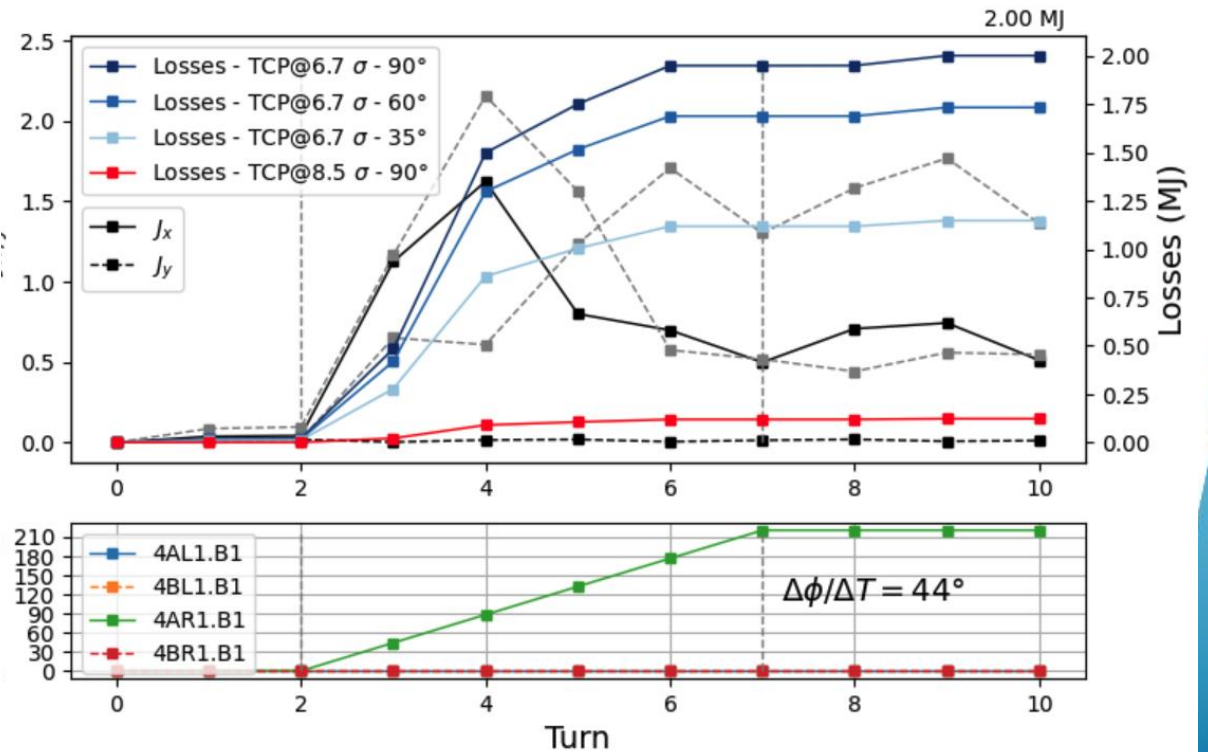 2.00 MJ
2.5
2.0
1.5
1.0
0.5
0.0
Losses - TCP@6.7 σ - 90°
Losses - TCP@6.7 σ - 60°
Losses - TCP@6.7 σ - 35°
Losses - TCP@8.5 σ - 90°
Jx
Jy
2.00
1.75
1.50
1.25
1.00
0.75
0.50
0.25
0.00
Losses (MJ)
0 2 4 6 8 10
210
180
150
120
90
60
30
0
4AL1.B1
4BL1.B1
4AR1.B1
4BR1.B1
Δϕ/ΔT = 44°
0 2 4 6 8 10
Turn